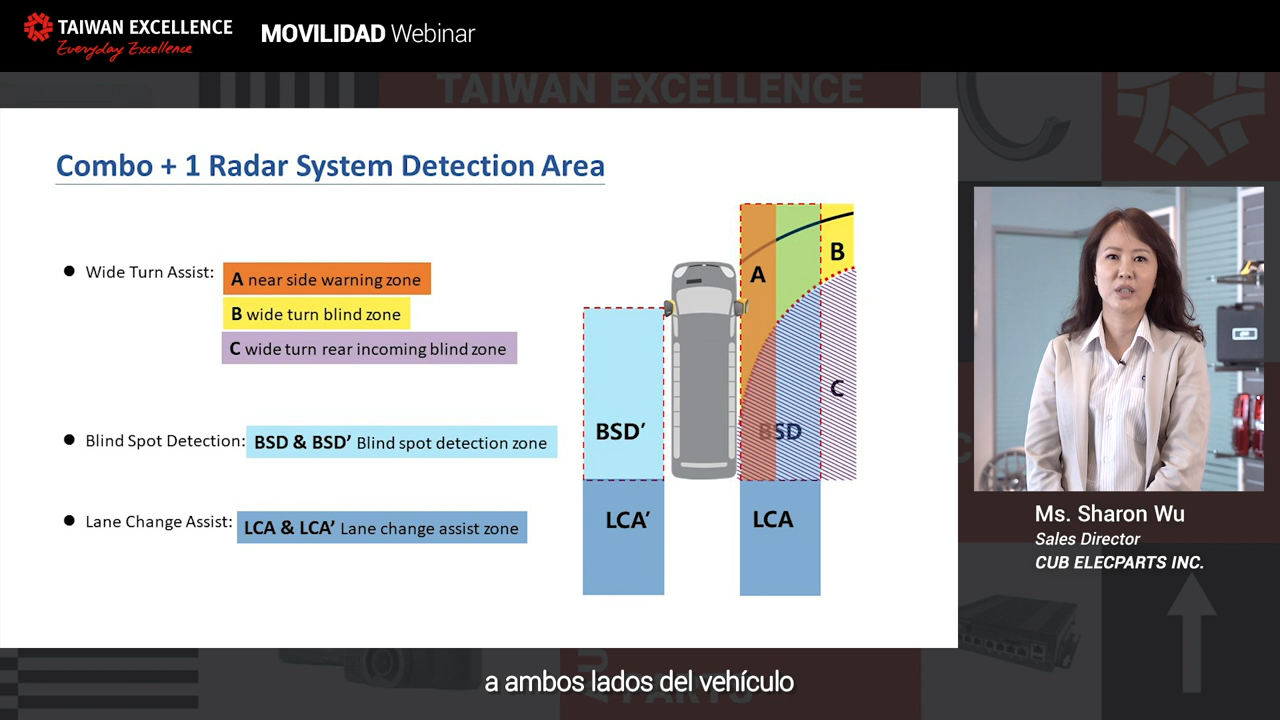 TAIWAN EXCELLENCE
Everyday Excellence
MOVILIDAD Webinar
TAIWAN EXCELLENCE
Combo + 1 Radar System Detection Area
Wide Turn Assist:
A near side warning zone
B wide turn blind zone
C wide turn rear incoming blind zone
Blind Spot Detection:
BSD & BSD’ Blind spot detection zone
Lane Change Assist:
LCA & LCA’ Lane change assist zone
A
B
C
BSD’
BSD
LCA’
LCA
Ms. Sharon Wu
Sales Director
CUB ELECPARTS INC.
a ambos lados del vehículo